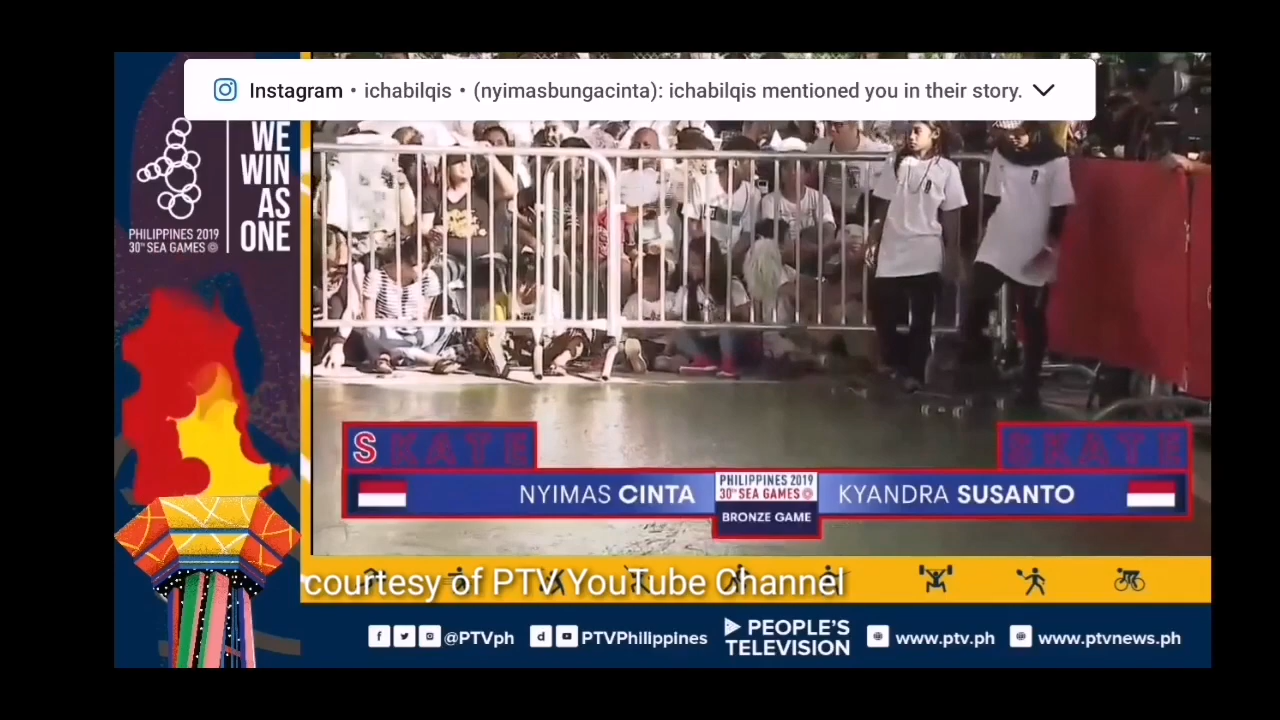 Instagram • ichabilqis • (nyimasbungacinta): ichabilqis mentioned you in their story.
WE
WIN
AS
ONE
PHILIPPINES 2019
30TH SEA GAMES
SKATE
SKATE
NYIMAS CINTA
PHILIPPINES 2019
30TH SEA GAMES
BRONZE GAME
KYANDRA SUSANTO
courtesy of PTV YouTube Channel
@PTVph
PTVPhilippines
PEOPLE'S
TELEVISION
www.ptv.ph
www.ptvnews.ph